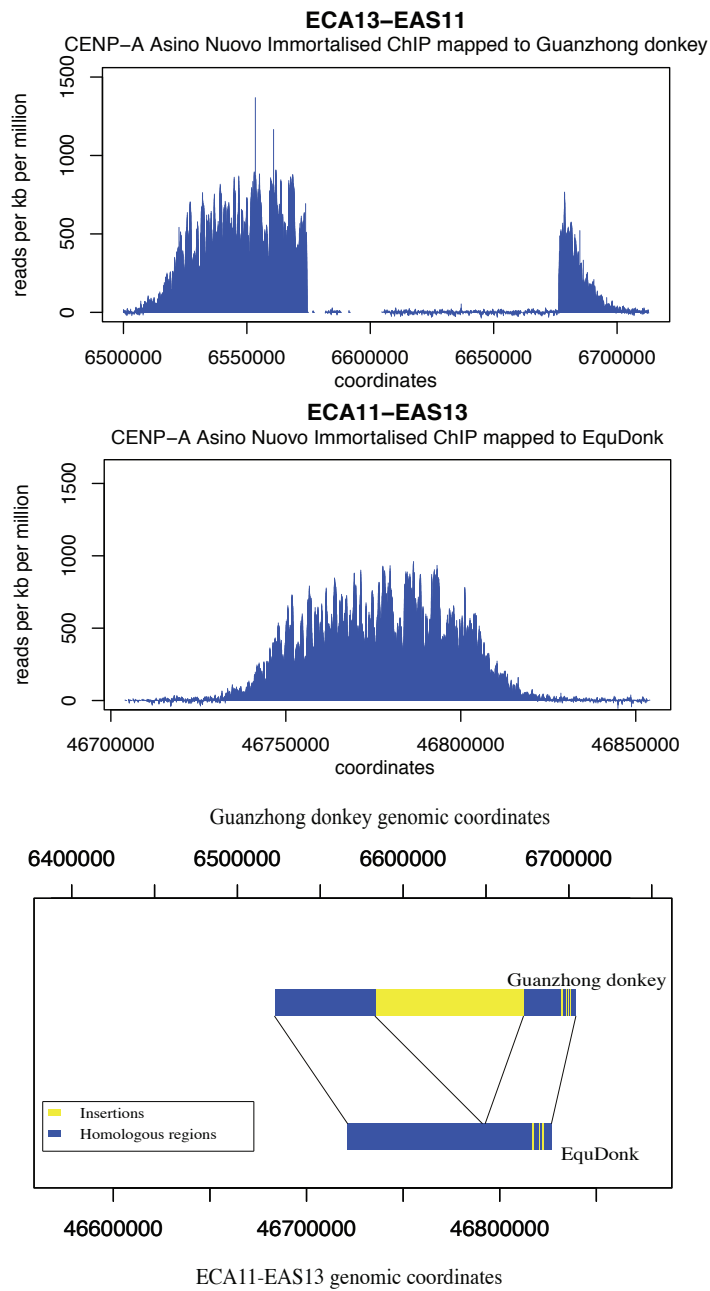 ECA13−EAS11
CENP−A Asino Nuovo Immortalised ChIP mapped to Guanzhong donkey
reads per kb per million
1500
1000
500
0
6500000 6550000 6600000 6650000 6700000
coordinates
ECA11−EAS13
CENP−A Asino Nuovo Immortalised ChIP mapped to EquDonk
reads per kb per million
1500
1000
500
0
46700000 46750000 46800000 46850000
coordinates
Guanzhong donkey genomic coordinates
6400000 6500000 6600000 6700000
Guanzhong donkey
Insertions
Homologous regions
EquDonk
46600000 46700000 46800000
ECA11-EAS13 genomic coordinates